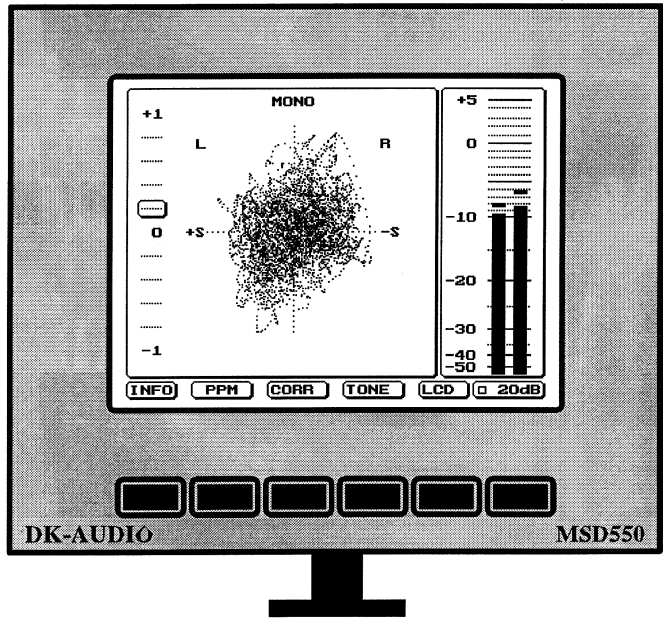 MONO
+1
L
R
0
+S
-S
-1
+5
0
-10
-20
-30
-40
-50
INFO PPM CORR TONE LCD 20dB
DK-AUDIO MSD550